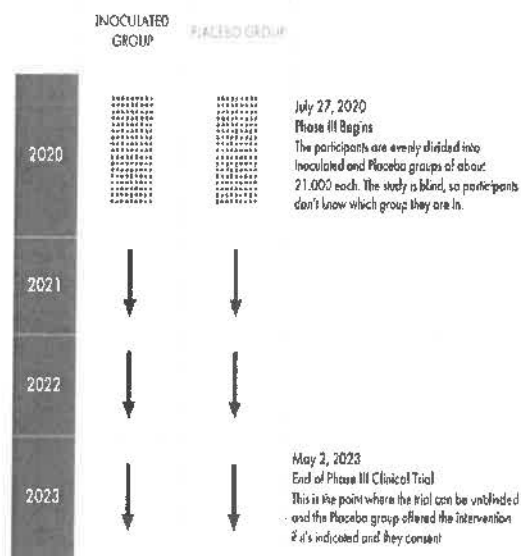 INOCULATED
GROUP
PLACEBO GROUP
2020
July 27, 2020
Phase III Begins
The participants are evenly divided into
Inoculated and Placebo groups of about
21,000 each. The study is blind, so participants
don't know which group they are in.
2021
2022
2023
May 2, 2023
End of Phase III Clinical Trial
This is the point where the trial can be unblinded
and the Placebo group offered the intervention
if it's indicated and they consent